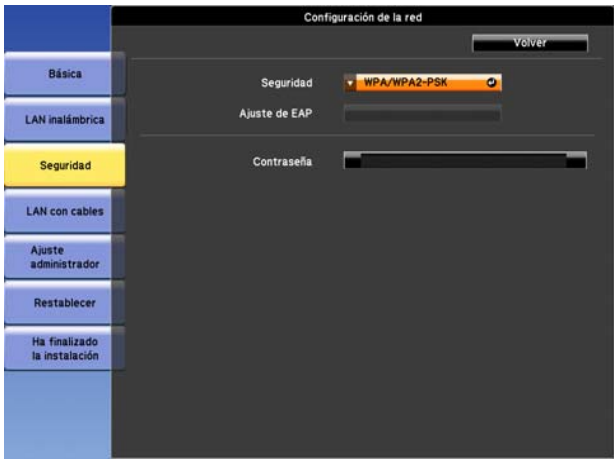 Configuración de la red
Volver
Básica
LAN inalámbrica
Seguridad
LAN con cables
Ajuste
administrador
Restablecer
Ha finalizado
la instalación
Seguridad
WPA/WPA2-PSK
Ajuste de EAP
Contraseña